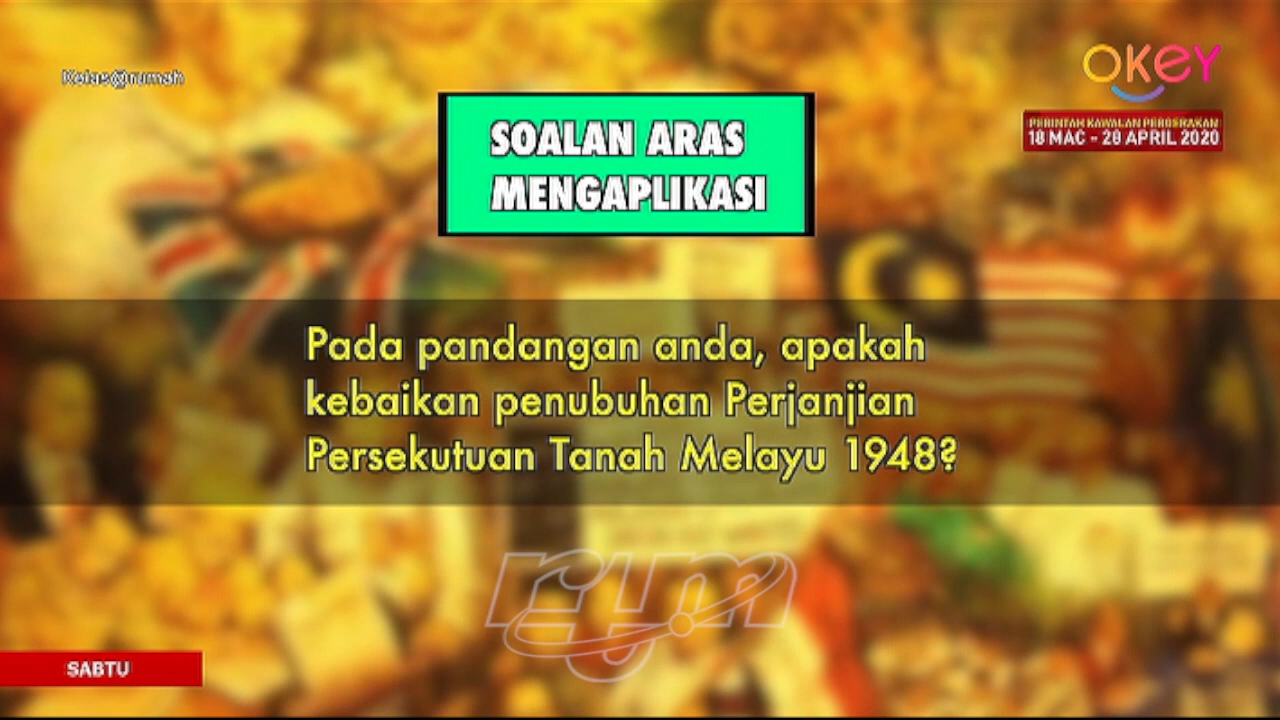 Kelas@rumah
OKEY
PERINTAH KAWALAN PERGERAKAN
18 MAC - 28 APRIL 2020
SOALAN ARAS
MENGAPLIKASI
Pada pandangan anda, apakah
kebaikan penubuhan Perjanjian
Persekutuan Tanah Melayu 1948?
rtm
SABTU